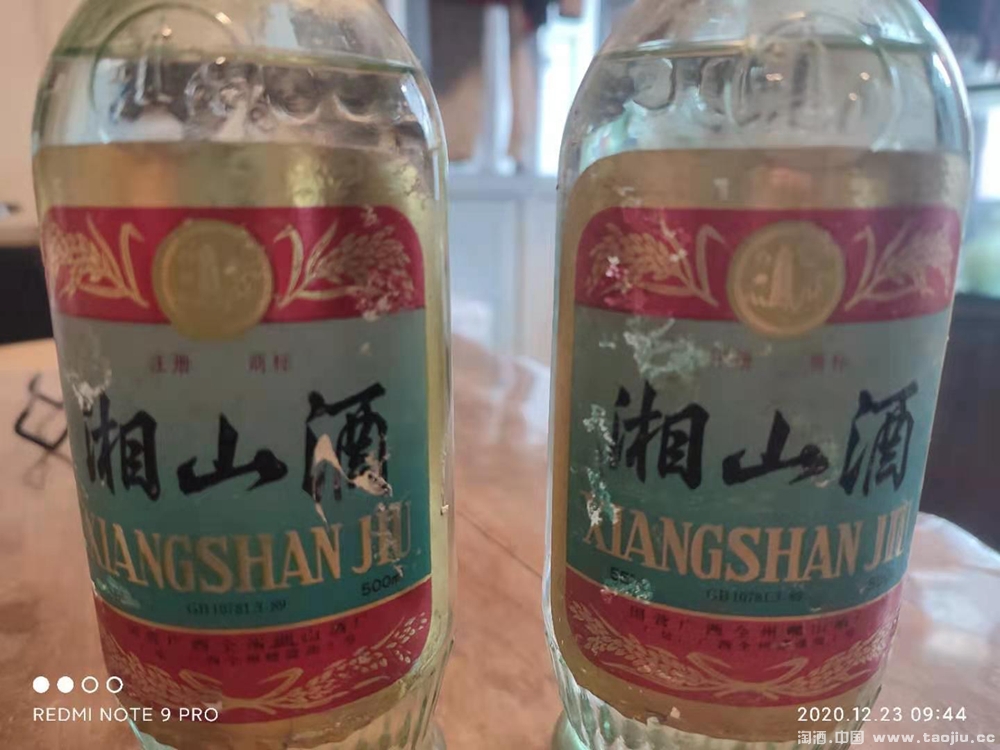 注册 商标
湘山酒
XIANGSHAN JIU
500ml
GB10781.3-89
注册 商标
湘山酒
XIANGSHAN JIU
55%
GB10781.3-89
REDMI NOTE 9 PRO
2020.12.23 09:44
淘酒.中国 www.taojiu.cc